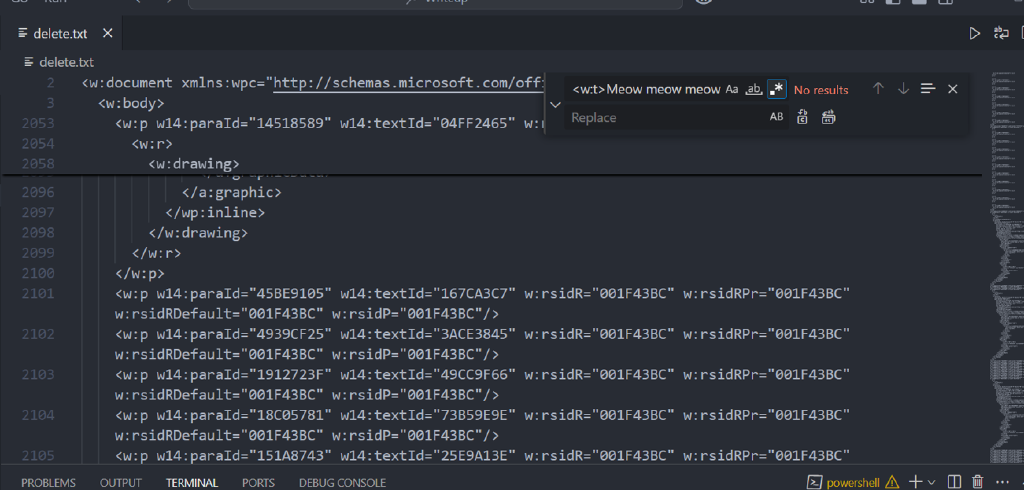 delete.txt
delete.txt
2 <w:document xmlns:wpc="http://schemas.microsoft.com/offi
<w:t>Meow meow meow Aa ab No results
3 <w:body>
Replace AB
2053 <w:p w14:paraId="14518589" w14:textId="04FF2465"
2054 <w:r>
2058 <w:drawing>
2096 </a:graphic>
2097 </wp:inline>
2098 </w:drawing>
2099 </w:r>
2100 </w:p>
2101 <w:p w14:paraId="45BE9105" w14:textId="167CA3C7" w:rsidR="001F43BC" w:rsidRPr="001F43BC"
w:rsidRDefault="001F43BC" w:rsidP="001F43BC"/>
2102 <w:p w14:paraId="4939CF25" w14:textId="3ACE3845" w:rsidR="001F43BC" w:rsidRPr="001F43BC"
w:rsidRDefault="001F43BC" w:rsidP="001F43BC"/>
2103 <w:p w14:paraId="1912723F" w14:textId="49CC9F66" w:rsidR="001F43BC" w:rsidRPr="001F43BC"
w:rsidRDefault="001F43BC" w:rsidP="001F43BC"/>
2104 <w:p w14:paraId="18C05781" w14:textId="73B59E9E" w:rsidR="001F43BC" w:rsidRPr="001F43BC"
w:rsidRDefault="001F43BC" w:rsidP="001F43BC"/>
2105 <w:p w14:paraId="151A8743" w14:textId="25E9A13E" w:rsidR="001F43BC" w:rsidRPr="001F43BC"
PROBLEMS OUTPUT TERMINAL PORTS DEBUG CONSOLE powershell